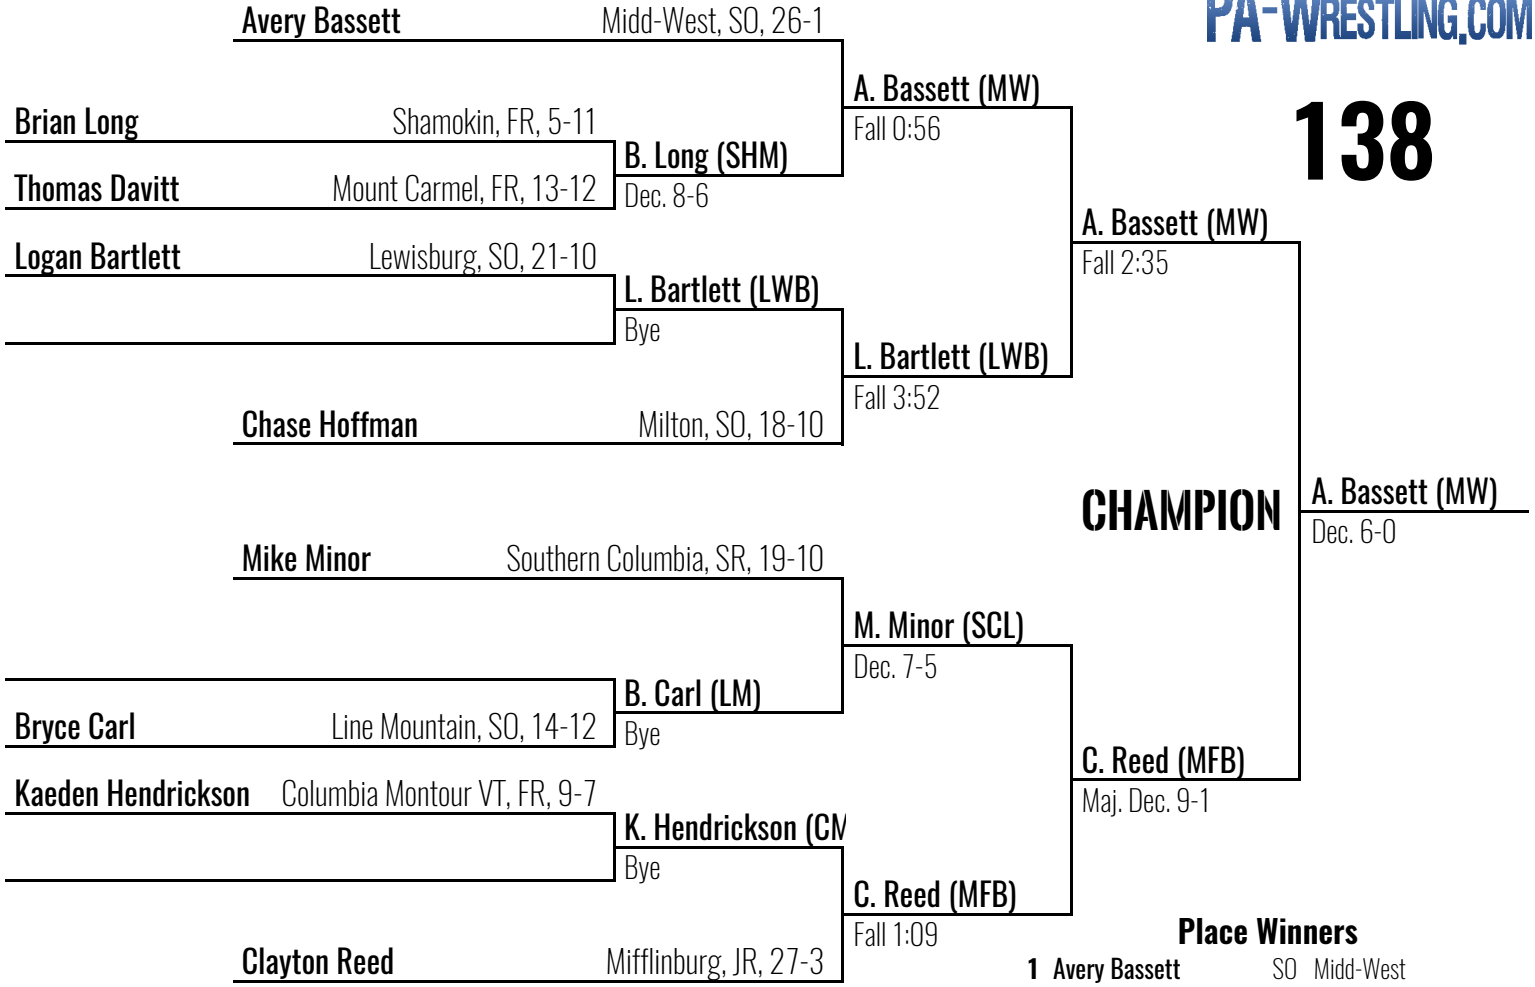 PA-WRESTLING.COM
138
Avery Bassett Midd-West, SO, 26-1
A. Bassett (MW)
Fall 0:56
Brian Long Shamokin, FR, 5-11
B. Long (SHM)
Dec. 8-6
Thomas Davitt Mount Carmel, FR, 13-12
A. Bassett (MW)
Fall 2:35
Logan Bartlett Lewisburg, SO, 21-10
L. Bartlett (LWB)
Bye
L. Bartlett (LWB)
Fall 3:52
Chase Hoffman Milton, SO, 18-10
CHAMPION
A. Bassett (MW)
Dec. 6-0
Mike Minor Southern Columbia, SR, 19-10
M. Minor (SCL)
Dec. 7-5
B. Carl (LM)
Bye
Bryce Carl Line Mountain, SO, 14-12
C. Reed (MFB)
Maj. Dec. 9-1
Kaeden Hendrickson Columbia Montour VT, FR, 9-7
K. Hendrickson (CM
Bye
C. Reed (MFB)
Fall 1:09
Clayton Reed Mifflinburg, JR, 27-3
Place Winners
1 Avery Bassett SO Midd-West